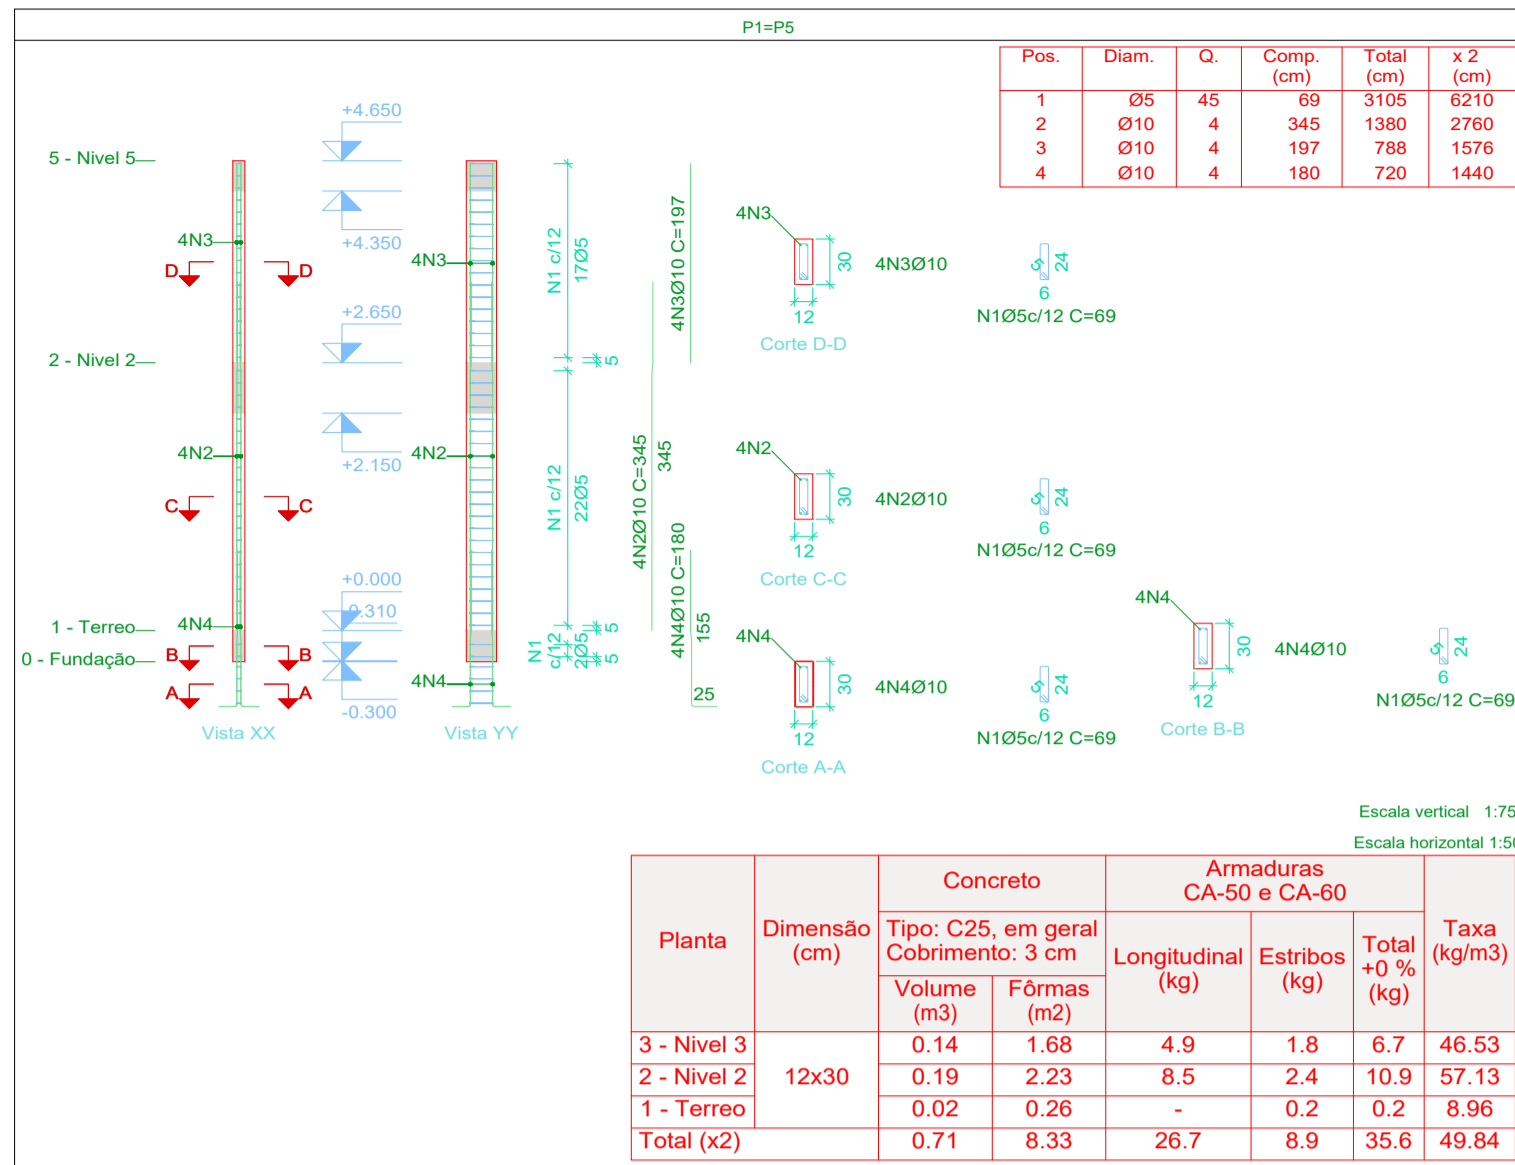 P1=P5
Pos. Diam. Q. Comp. (cm) Total (cm) x 2 (cm)
1 Ø5 45 69 3105 6210
2 Ø10 4 345 1380 2760
3 Ø10 4 197 788 1576
4 Ø10 4 180 720 1440
5 - Nivel 5
2 - Nivel 2
1 - Terreo
0 - Fundação
4N3
D D
4N2
C C
4N4
B B
A A
Vista XX
+4.650
+4.350
+2.650
+2.150
+0.000
-0.300
4N3
4N2
4N4
Vista YY
N1 c/12
17Ø5
5
N1 c/12
22Ø5
5
N1
c/12
2Ø5
5
4N3Ø10 C=197
4N2Ø10 C=345
345
4N4Ø10 C=180
155
25
4N3
30
12
4N3Ø10
5
24
6
N1Ø5c/12 C=69
Corte D-D
4N2
30
12
4N2Ø10
5
24
6
N1Ø5c/12 C=69
Corte C-C
4N4
30
12
4N4Ø10
5
24
6
N1Ø5c/12 C=69
Corte A-A
4N4
30
12
4N4Ø10
5
24
6
N1Ø5c/12 C=69
Corte B-B
Escala vertical 1:75
Escala horizontal
Planta
Dimensão (cm)
Concreto
Tipo: C25, em geral
Cobrimento: 3 cm
Volume (m3)
Fôrmas (m2)
Armaduras
CA-50 e CA-60
Longitudinal (kg)
Estribos (kg)
Total +0 % (kg)
Taxa (kg/m3)
3 - Nivel 3 0.14 1.68 4.9 1.8 6.7 46.53
2 - Nivel 2 12x30 0.19 2.23 8.5 2.4 10.9 57.13
1 - Terreo 0.02 0.26 - 0.2 0.2 8.96
Total (x2) 0.71 8.33 26.7 8.9 35.6 49.84